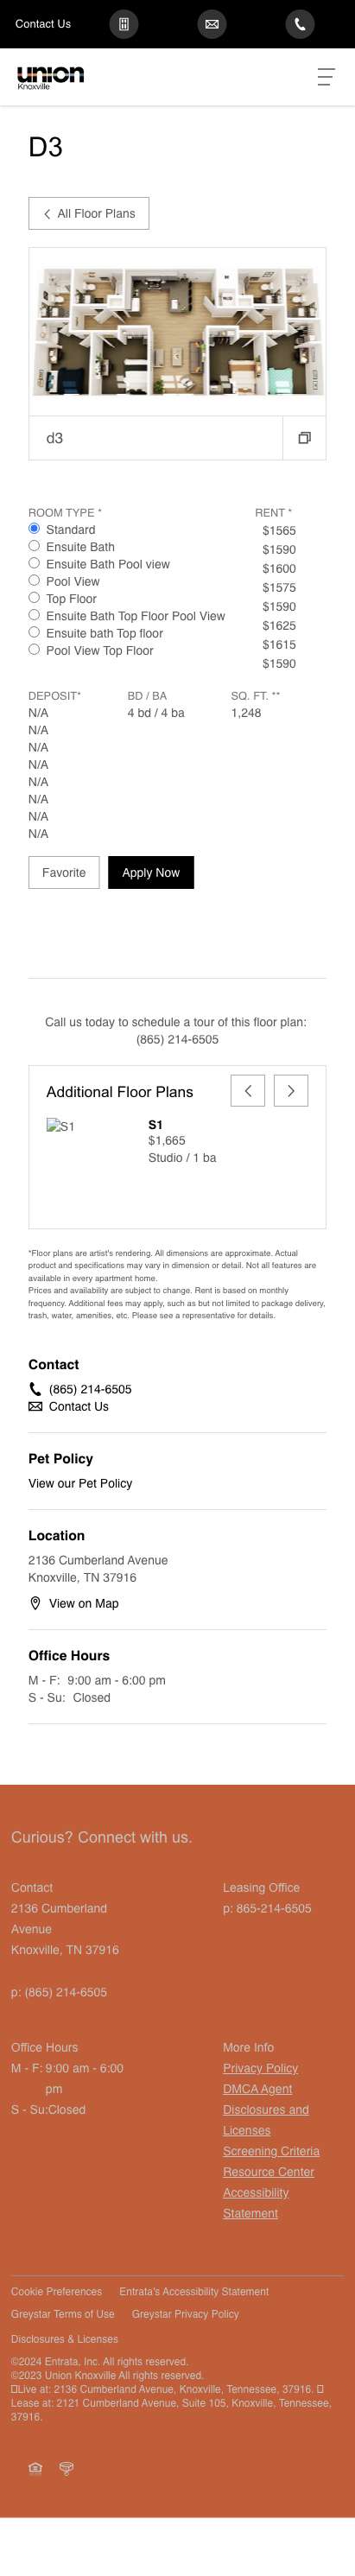 Contact Us
union
Knoxville
D3
All Floor Plans
d3
ROOM TYPE * RENT *
Standard $1565
Ensuite Bath $1590
Ensuite Bath Pool view $1600
Pool View $1575
Top Floor $1590
Ensuite Bath Top Floor Pool View $1625
Ensuite bath Top floor $1615
Pool View Top Floor $1590
DEPOSIT* BD / BA SQ. FT. **
N/A 4 bd / 4 ba 1,248
N/A
N/A
N/A
N/A
N/A
N/A
N/A
Favorite Apply Now
Call us today to schedule a tour of this floor plan:
(865) 214-6505
Additional Floor Plans
S1
S1
$1,665
Studio / 1 ba
*Floor plans are artist's rendering. All dimensions are approximate. Actual
product and specifications may vary in dimension or detail. Not all features are
available in every apartment home.
Prices and availability are subject to change. Rent is based on monthly
frequency. Additional fees may apply, such as but not limited to package delivery,
trash, water, amenities, etc. Please see a representative for details.
Contact
(865) 214-6505
Contact Us
Pet Policy
View our Pet Policy
Location
2136 Cumberland Avenue
Knoxville, TN 37916
View on Map
Office Hours
M - F: 9:00 am - 6:00 pm
S - Su: Closed
Curious? Connect with us.
Contact
2136 Cumberland
Avenue
Knoxville, TN 37916
p: (865) 214-6505
Leasing Office
p: 865-214-6505
Office Hours
M - F: 9:00 am - 6:00
pm
S - Su:Closed
More Info
Privacy Policy
DMCA Agent
Disclosures and
Licenses
Screening Criteria
Resource Center
Accessibility
Statement
Cookie Preferences Entrata's Accessibility Statement
Greystar Terms of Use Greystar Privacy Policy
Disclosures & Licenses
©2024 Entrata, Inc. All rights reserved.
©2023 Union Knoxville All rights reserved.
Live at: 2136 Cumberland Avenue, Knoxville, Tennessee, 37916.
Lease at: 2121 Cumberland Avenue, Suite 105, Knoxville, Tennessee,
37916.